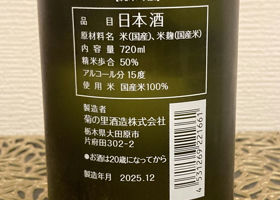 品目 日本酒
原材料名 米(国産)、米麹(国産米)
内容量 720ml
精米歩合 50%
アルコール分 15度
使用米 国産米100%
製造者
菊の里酒造株式会社
栃木県大田原市
片府田302-2
●お酒は20歳になってから
製造年月 2025.12
4 531269 221661